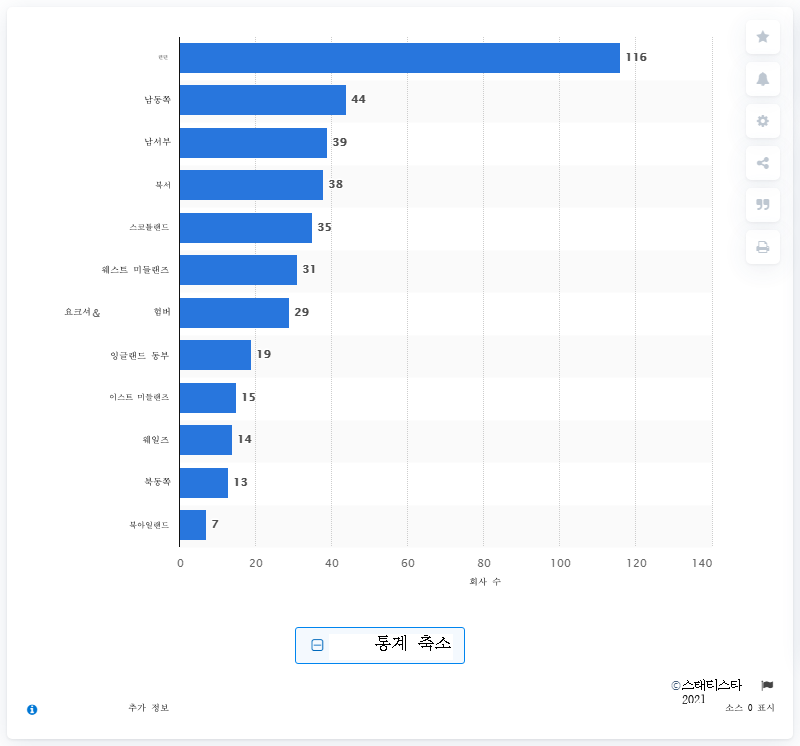 런던 116
남동쪽 44
남서부 39
북서 38
스코틀랜드 35
웨스트 미들랜즈 31
요크셔 & 험버 29
잉글랜드 동부 19
이스트 미들랜즈 15
웨일즈 14
북동쪽 13
북아일랜드 7
0 20 40 60 80 100 120 140
회사 수
통계 축소
©스태티스타
2021
추가 정보 소스 0 표시